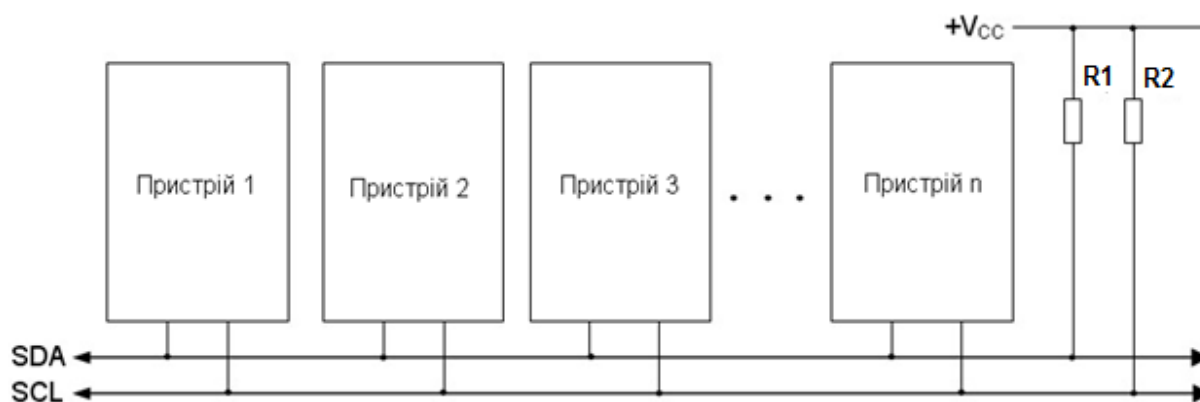 +VCC
R1
R2
Пристрій 1
Пристрій 2
Пристрій 3
. . .
Пристрій n
SDA
SCL